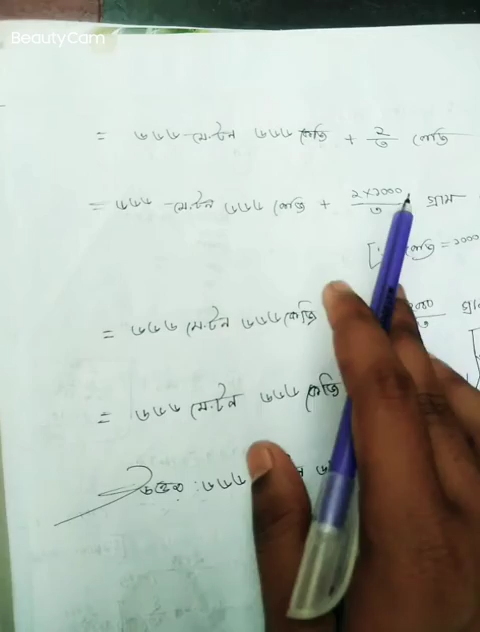 BeautyCam
= ৬৬৬ মে.টন ৬৬৬ কেজি + ২/৩ কেজি
= ৬৬৬ মে.টন ৬৬৬ কেজি + ২×১০০০/৩ গ্রাম
কেজি = ১০০০
= ৬৬৬ মে.টন ৬৬৬ কেজি
= ৬৬৬ মে.টন ৬৬৬ কেজি
উত্তর : ৬৬৬